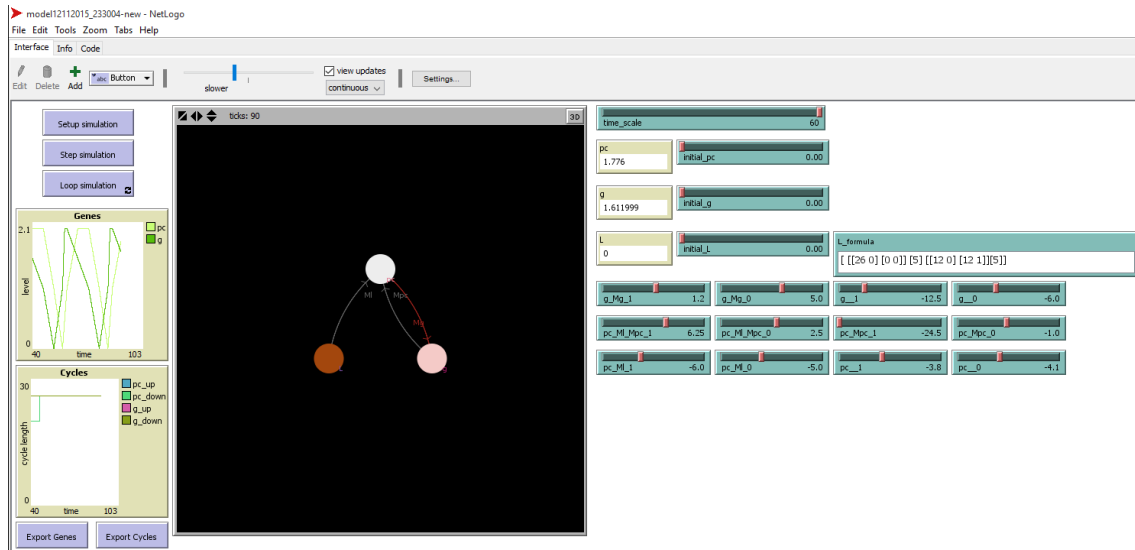 model12112015_233004-new - NetLogo
File Edit Tools Zoom Tabs Help
Interface Info Code
Edit Delete Add abc Button slower view updates continuous Settings...
Setup simulation
Step simulation
Loop simulation
Genes
2.1
level
0
40 time 103
pc
g
Cycles
30
cycle length
0
40 time 103
pc_up
pc_down
g_up
g_down
Export Genes Export Cycles
ticks: 90 3D
Ml Mpc
Mg
time_scale 60
pc
1.776
initial_pc 0.00
g
1.611999
initial_g 0.00
L
0
initial_L 0.00
L_formula
[ [[26 0] [0 0]] [5] [[12 0] [12 1]][5]]
g_Mg_1 1.2 g_Mg_0 5.0 g__1 -12.5 g__0 -6.0
pc_Ml_Mpc_1 6.25 pc_Ml_Mpc_0 2.5 pc_Mpc_1 -24.5 pc_Mpc_0 -1.0
pc_Ml_1 -6.0 pc_Ml_0 -5.0 pc__1 -3.8 pc__0 -4.1